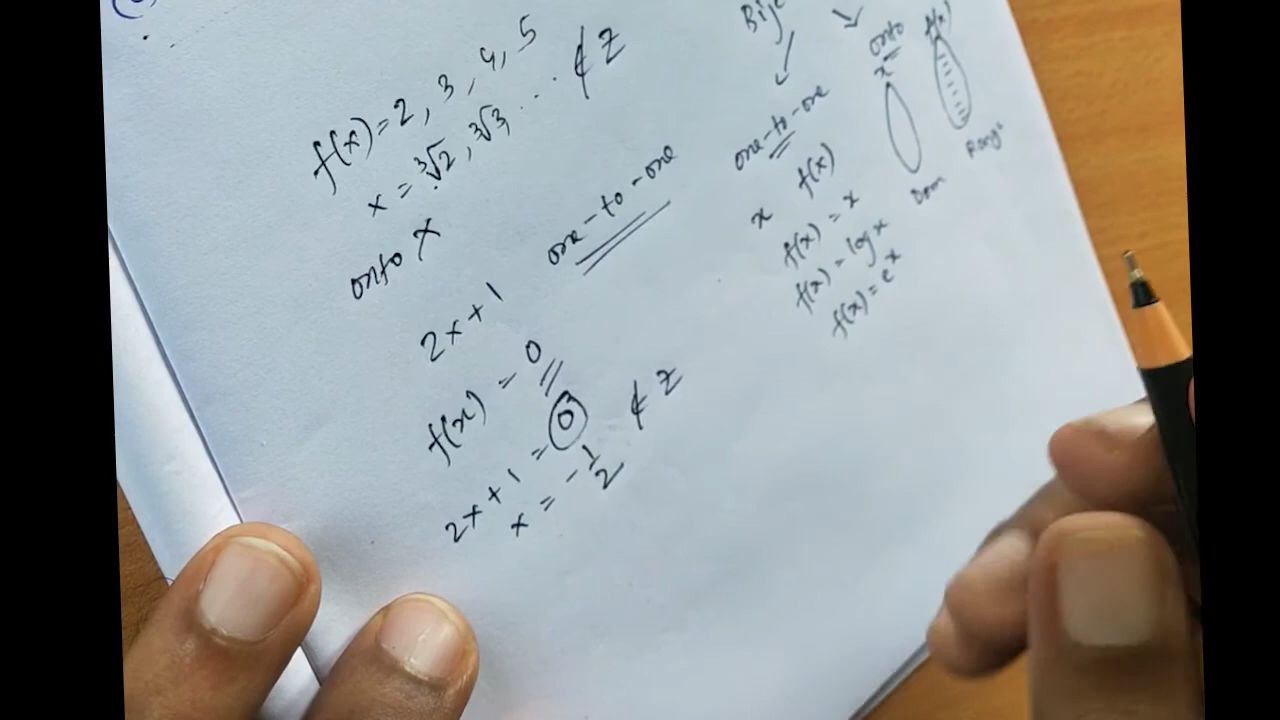 f(x) = 2, 3, 4, 5
x = ∛2, ∛3, ... ∉ Z
onto X
one-to-one
2x + 1
f(x) = 0
2x + 1 = 0
x = -1/2 ∉ Z
Bije
one-to-one
x f(x)
f(x) = x
f(x) = log x
f(x) = e^x
onto
x f(x)
Dom
Range